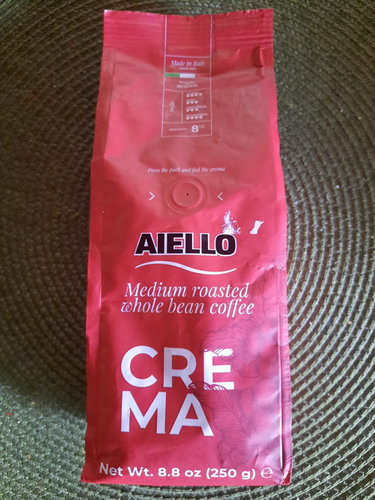 Made in Italy
Press the pack and feel the aroma
AIELLO
Medium roasted
whole bean coffee
CRE
MA
Net Wt. 8.8 oz (250 g) e